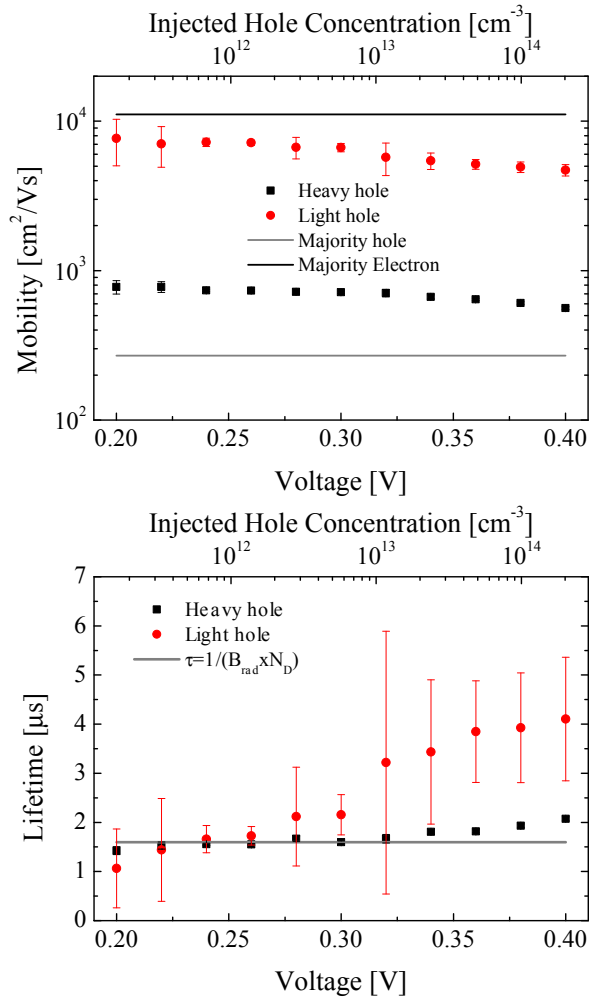 Injected Hole Concentration [cm⁻³]
10¹² 10¹³ 10¹⁴
10⁴
10³
10²
Mobility [cm²/Vs]
Heavy hole
Light hole
Majority hole
Majority Electron
0.20 0.25 0.30 0.35 0.40
Voltage [V]
Injected Hole Concentration [cm⁻³]
10¹² 10¹³ 10¹⁴
7
6
5
4
3
2
1
0
Lifetime [μs]
Heavy hole
Light hole
τ=1/(B_rad xN_D)
0.20 0.25 0.30 0.35 0.40
Voltage [V]